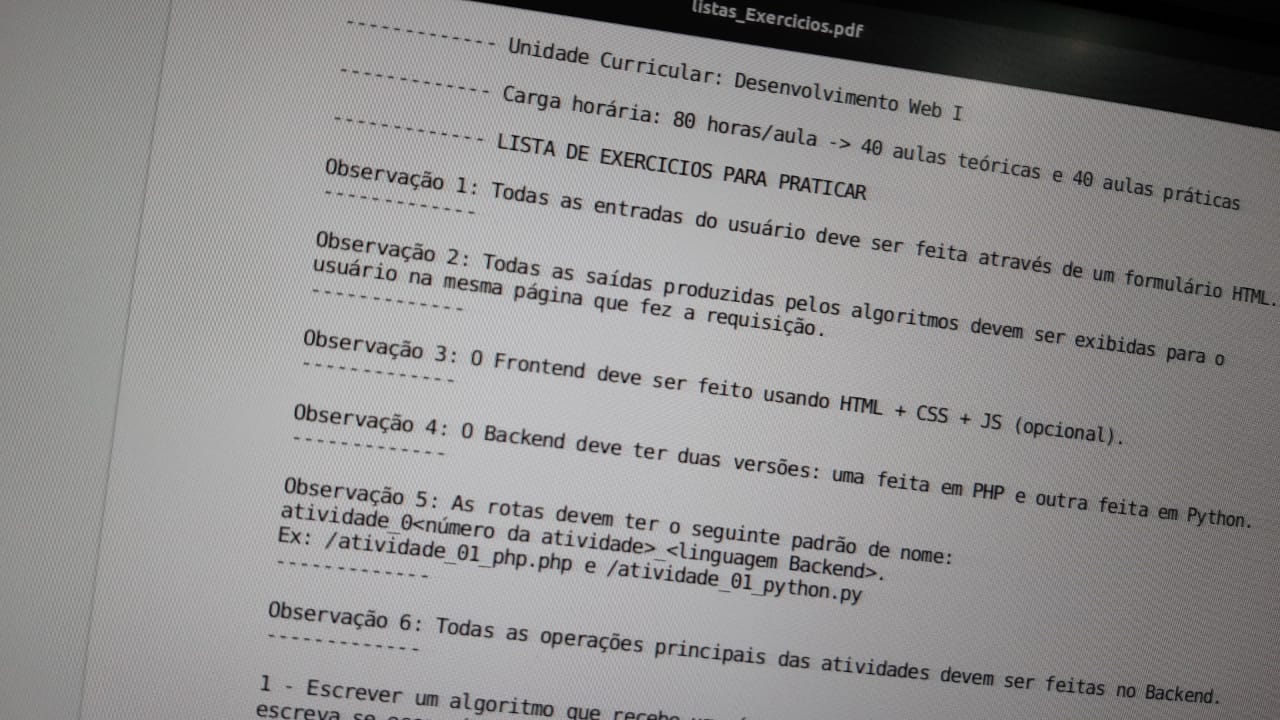 listas_Exercicios.pdf
------------ Unidade Curricular: Desenvolvimento Web I
------------ Carga horária: 80 horas/aula -> 40 aulas teóricas e 40 aulas práticas
------------ LISTA DE EXERCICIOS PARA PRATICAR
Observação 1: Todas as entradas do usuário deve ser feita através de um formulário HTML.
------------
Observação 2: Todas as saídas produzidas pelos algoritmos devem ser exibidas para o
usuário na mesma página que fez a requisição.
------------
Observação 3: O Frontend deve ser feito usando HTML + CSS + JS (opcional).
------------
Observação 4: O Backend deve ter duas versões: uma feita em PHP e outra feita em Python.
------------
Observação 5: As rotas devem ter o seguinte padrão de nome:
atividade_0<número da atividade>_<linguagem Backend>.
Ex: /atividade_01_php.php e /atividade_01_python.py
------------
Observação 6: Todas as operações principais das atividades devem ser feitas no Backend.
------------
1 - Escrever um algoritmo que recebe
escreva se